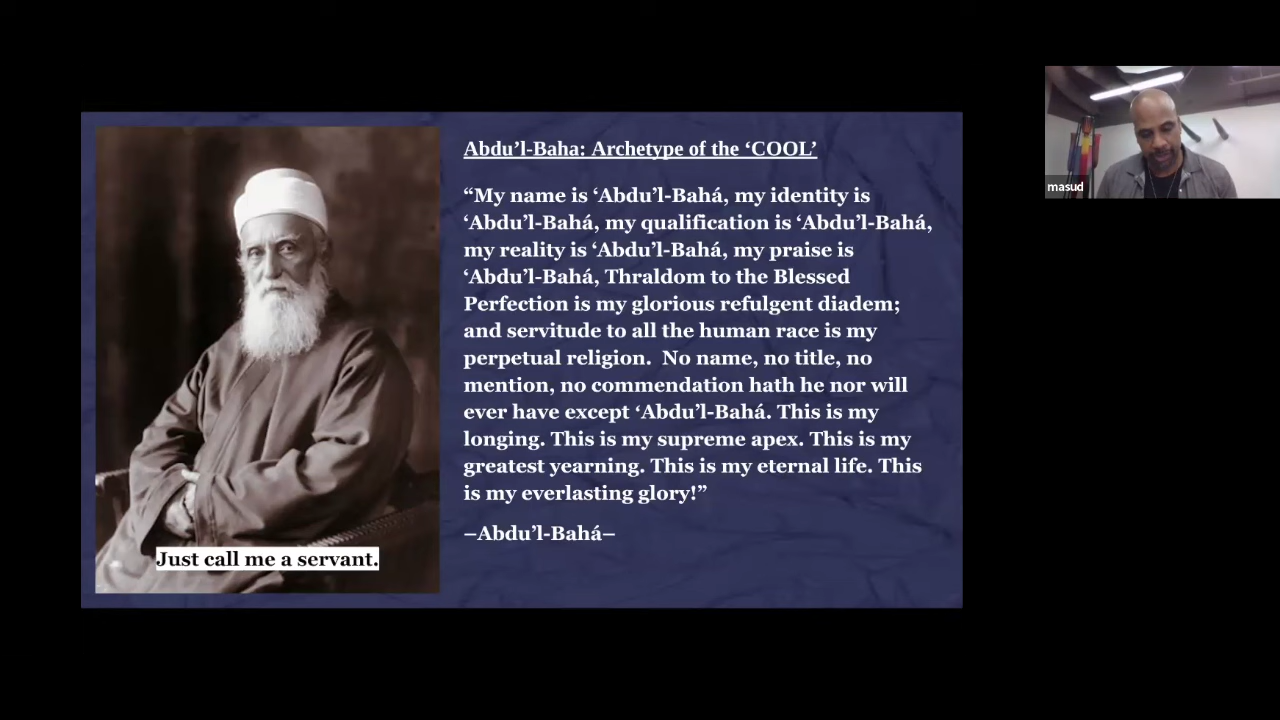 Abdu’l-Baha: Archetype of the ‘COOL’
“My name is ‘Abdu’l-Bahá, my identity is
‘Abdu’l-Bahá, my qualification is ‘Abdu’l-Bahá,
my reality is ‘Abdu’l-Bahá, my praise is
‘Abdu’l-Bahá, Thraldom to the Blessed
Perfection is my glorious refulgent diadem;
and servitude to all the human race is my
perpetual religion.  No name, no title, no
mention, no commendation hath he nor will
ever have except ‘Abdu’l-Bahá. This is my
longing. This is my supreme apex. This is my
greatest yearning. This is my eternal life. This
is my everlasting glory!”
–Abdu’l-Bahá–
Just call me a servant.
masud